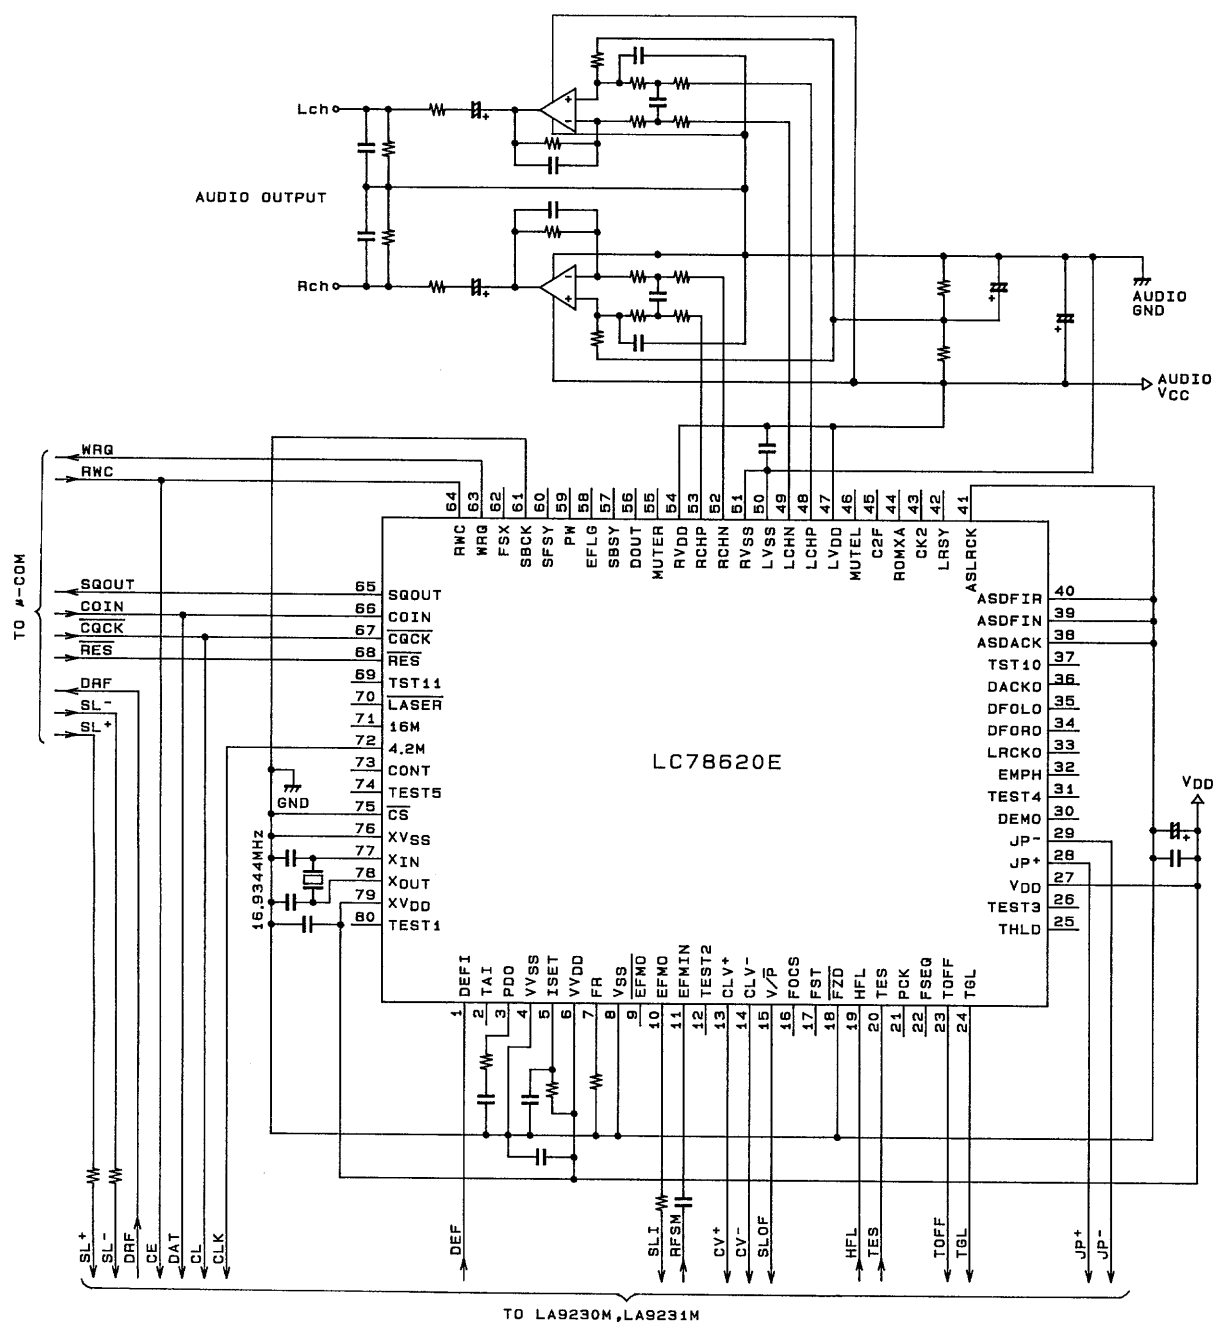 Lch
+
+
-
AUDIO OUTPUT
Rch
+
-
+
+
+
AUDIO
GND
AUDIO
VCC
WRQ
RWC
TO μ-COM
SQOUT
COIN
CQCK
RES
DRF
SL-
SL+
64 63 62 61 60 59 58 57 56 55 54 53 52 51 50 49 48 47 46 45 44 43 42 41
RWC WRQ FSX SBCK SFSY PW EFLG SBSY DOUT MUTER RVDD RCHP RCHN RVSS LVSS LCHN LCHP LVDD MUTEL C2F ROMXA CK2 LRSY ASLRCK
65 SQOUT
66 COIN
67 CQCK
68 RES
69 TST11
70 LASER
71 16M
72 4.2M
73 CONT
74 TEST5
75 CS
76 XVSS
77 XIN
78 XOUT
79 XVDD
80 TEST1
GND
16.9344MHz
LC78620E
ASDFIR 40
ASDFIN 39
ASDACK 38
TST10 37
DACKO 36
DFOLO 35
DFORO 34
LRCKO 33
EMPH 32
TEST4 31
DEMO 30
JP- 29
JP+ 28
VDD 27
TEST3 26
THLD 25
VDD
+
DEFI TAI PDO VVSS ISET VVDD FR VSS EFMO EFMO EFMIN TEST2 CLV+ CLV- V/P FOCS FST FZD HFL TES PCK FSEQ TOFF TGL
1 2 3 4 5 6 7 8 9 10 11 12 13 14 15 16 17 18 19 20 21 22 23 24
SL+ SL- DRF CE DAT CL CLK DEF SLI RFSM CV+ CV- SLOF HFL TES TOFF TGL JP+ JP-
TO LA9230M,LA9231M